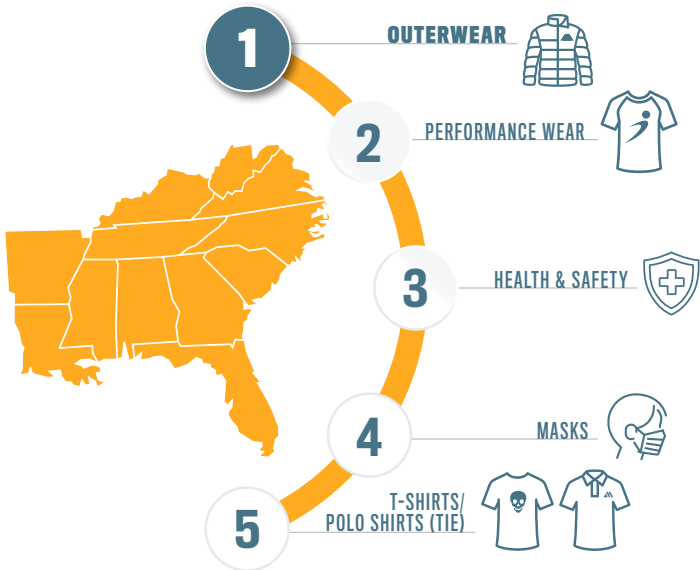 1
OUTERWEAR
2
PERFORMANCE WEAR
3
HEALTH & SAFETY
4
MASKS
5
T-SHIRTS/
POLO SHIRTS (TIE)